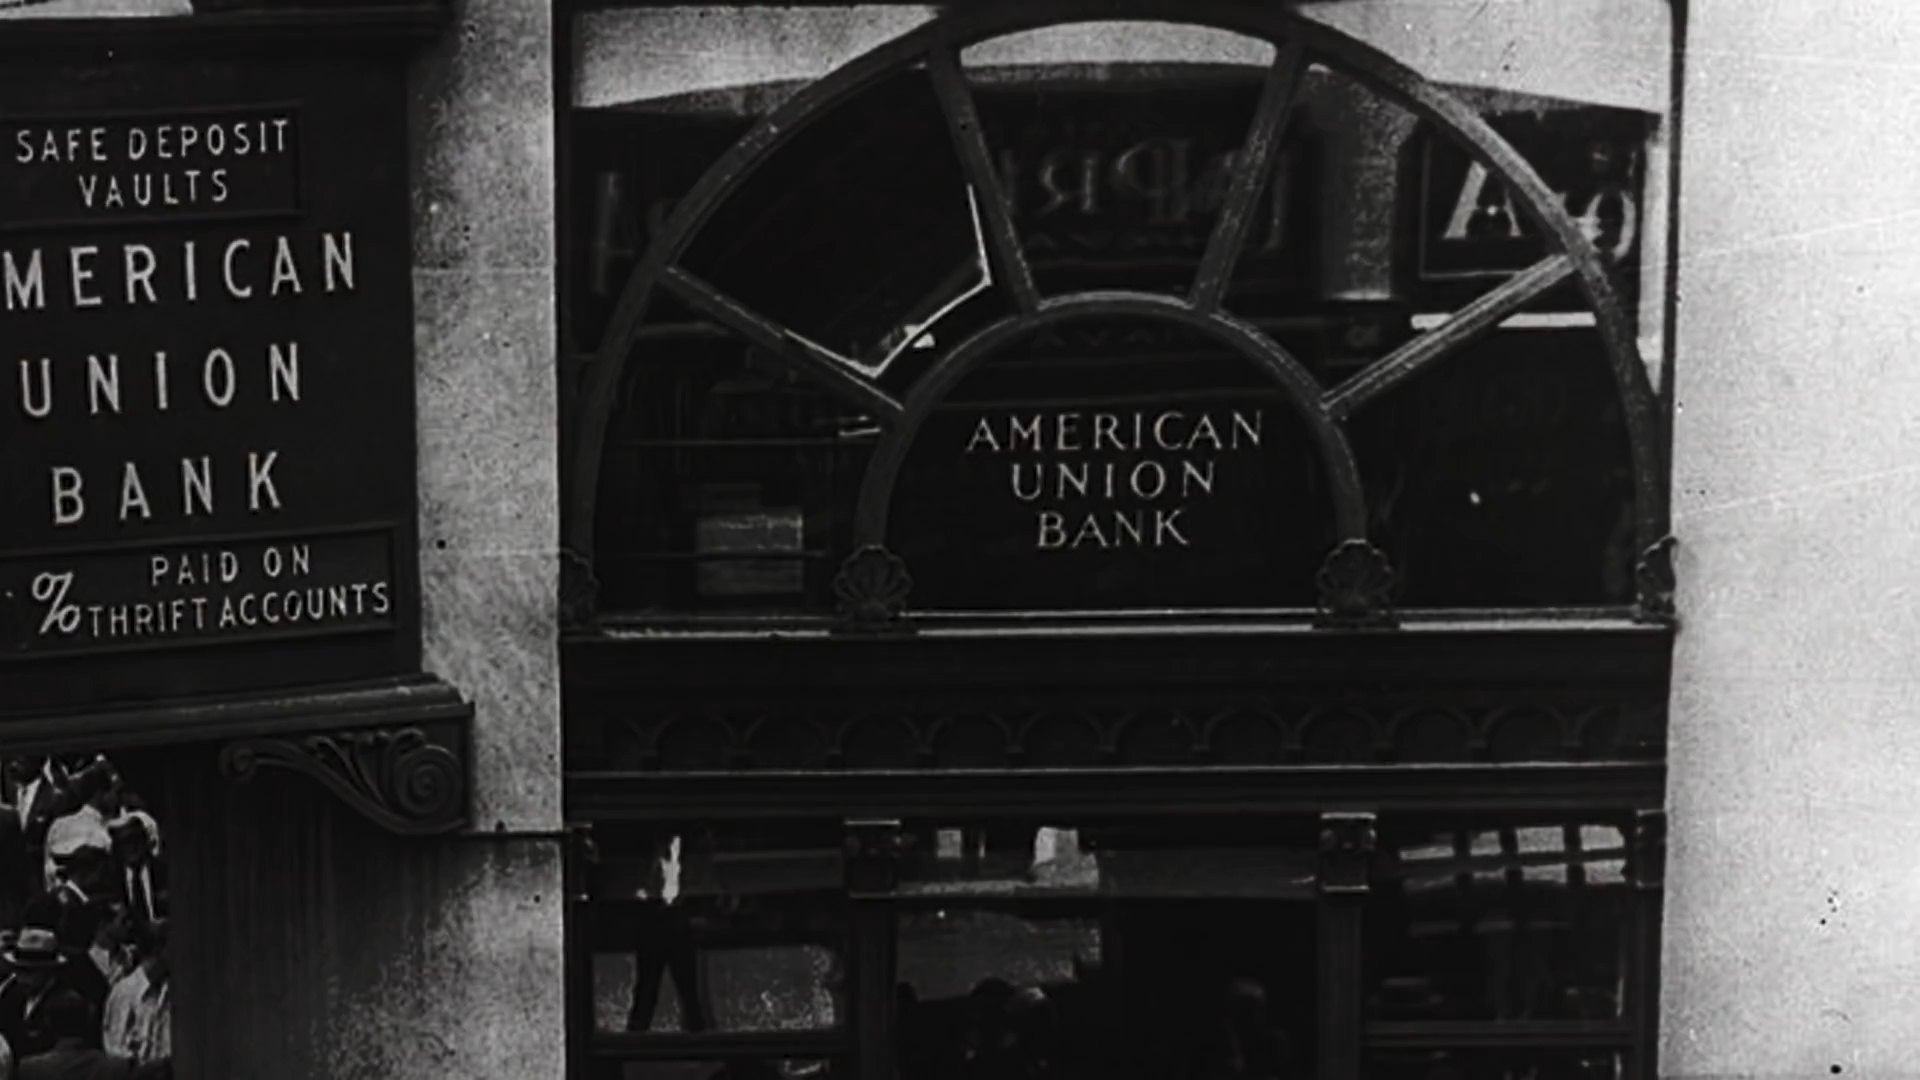 SAFE DEPOSIT
VAULTS
MERICAN
UNION
BANK
% PAID ON
THRIFT ACCOUNTS
AMERICAN
UNION
BANK